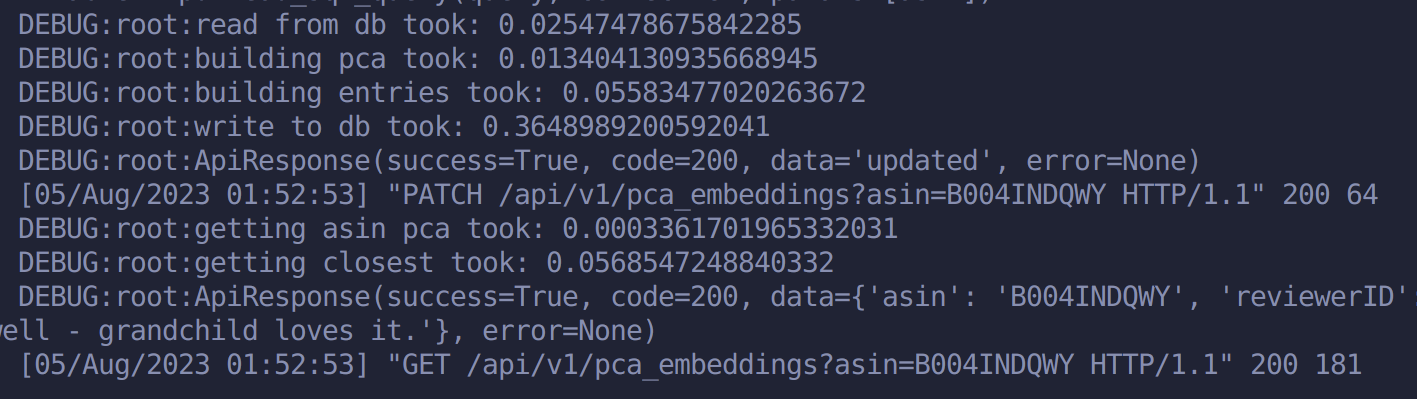 DEBUG:root:read from db took: 0.02547478675842285
DEBUG:root:building pca took: 0.013404130935668945
DEBUG:root:building entries took: 0.05583477020263672
DEBUG:root:write to db took: 0.3648989200592041
DEBUG:root:ApiResponse(success=True, code=200, data='updated', error=None)
[05/Aug/2023 01:52:53] "PATCH /api/v1/pca_embeddings?asin=B004INDQWY HTTP/1.1" 200 64
DEBUG:root:getting asin pca took: 0.0003361701965332031
DEBUG:root:getting closest took: 0.0568547248840332
DEBUG:root:ApiResponse(success=True, code=200, data={'asin': 'B004INDQWY', 'reviewerID'
well - grandchild loves it.'}, error=None)
[05/Aug/2023 01:52:53] "GET /api/v1/pca_embeddings?asin=B004INDQWY HTTP/1.1" 200 181